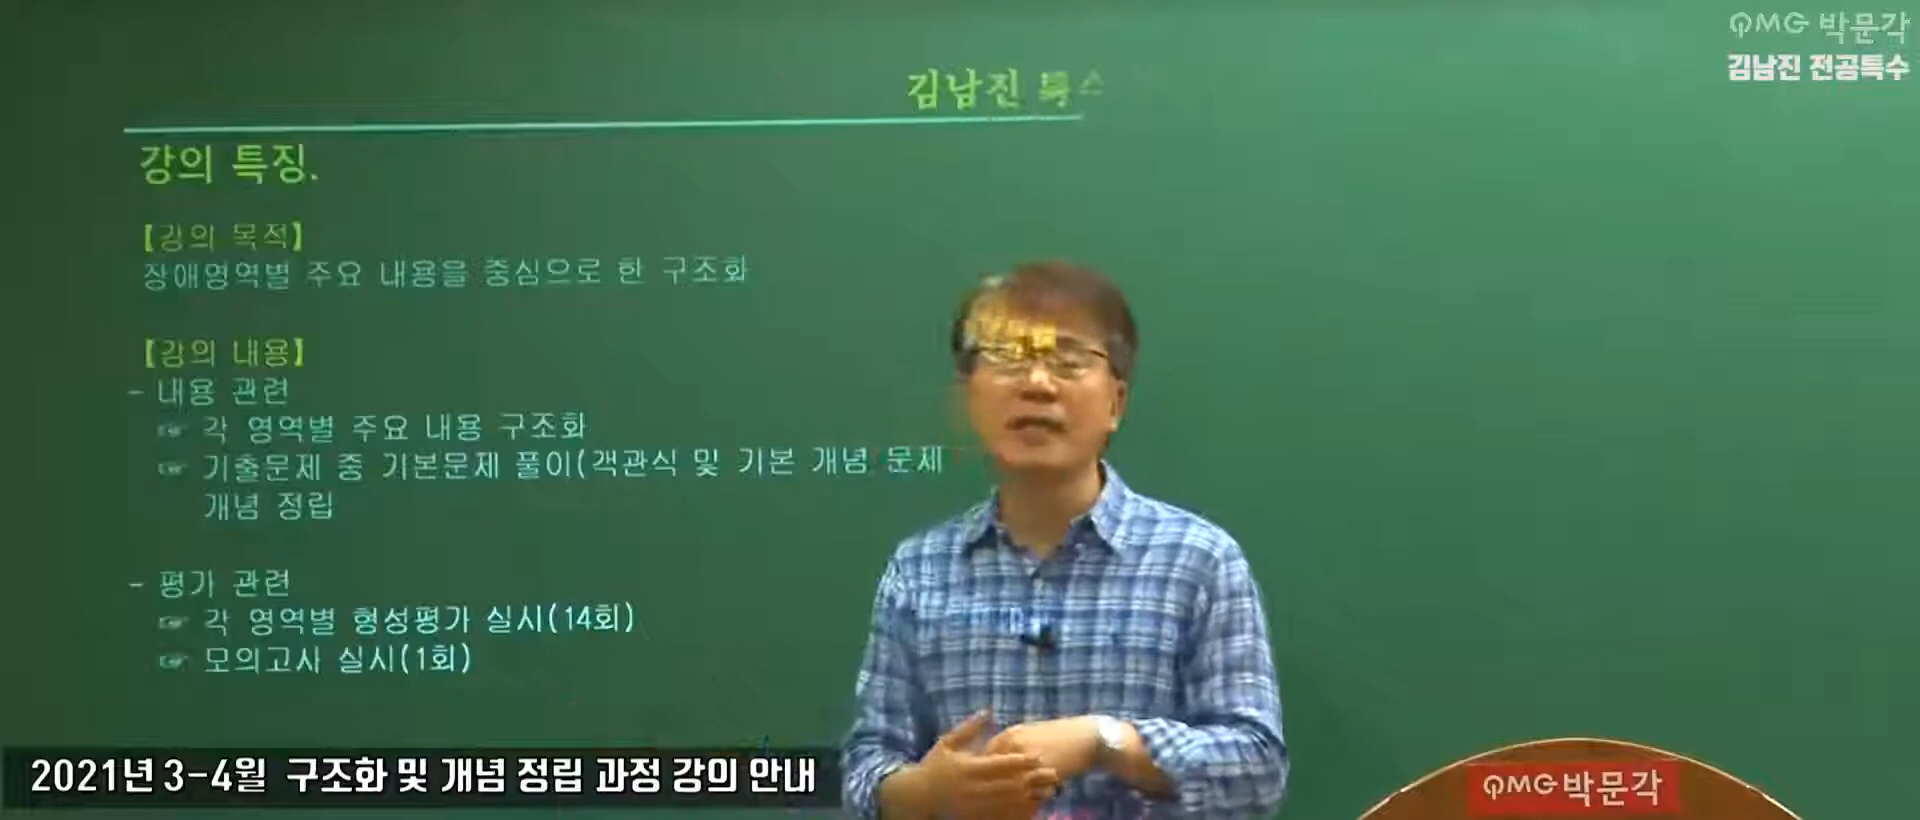 PMG 박문각
김남진 전공특수
김남진
강의 특징.
【강의 목적】
장애영역별 주요 내용을 중심으로 한 구조화
【강의 내용】
- 내용 관련
☞ 각 영역별 주요 내용 구조화
☞ 기출문제 중 기본문제 풀이(객관식 및 기본 개념 문제
개념 정립
- 평가 관련
☞ 각 영역별 형성평가 실시(14회)
☞ 모의고사 실시(1회)
2021년 3-4월 구조화 및 개념 정립 과정 강의 안내
PMG 박문각